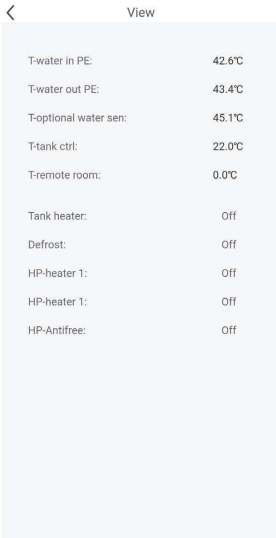 View
T-water in PE: 42.6℃
T-water out PE: 43.4℃
T-optional water sen: 45.1℃
T-tank ctrl: 22.0℃
T-remote room: 0.0℃
Tank heater: Off
Defrost: Off
HP-heater 1: Off
HP-heater 1: Off
HP-Antifree: Off